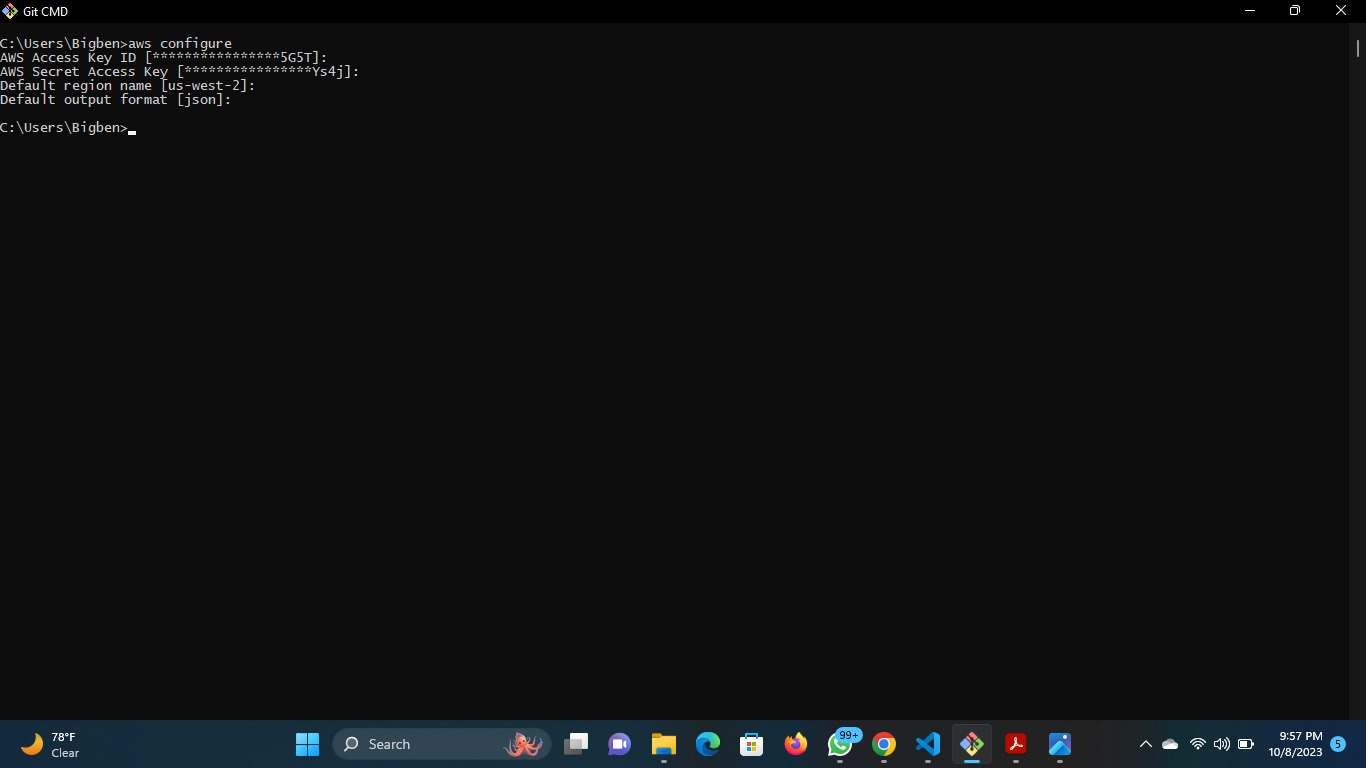 Git CMD
C:\Users\Bigben>aws configure
AWS Access Key ID [****************5G5T]:
AWS Secret Access Key [****************Ys4j]:
Default region name [us-west-2]:
Default output format [json]:
C:\Users\Bigben>
78°F
Clear
Search
99+
9:57 PM
10/8/2023
5